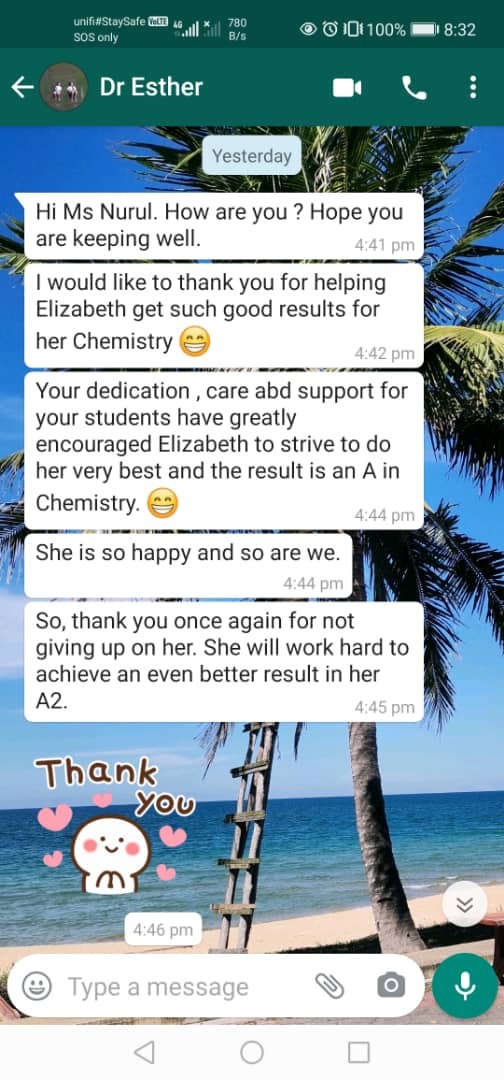 unifi#StaySafe VoLTE 4G 780 B/s 100% 8:32
SOS only
Dr Esther
Yesterday
Hi Ms Nurul. How are you ? Hope you
are keeping well.
4:41 pm
I would like to thank you for helping
Elizabeth get such good results for
her Chemistry 😁
4:42 pm
Your dedication , care abd support for
your students have greatly
encouraged Elizabeth to strive to do
her very best and the result is an A in
Chemistry. 😁
4:44 pm
She is so happy and so are we.
4:44 pm
So, thank you once again for not
giving up on her. She will work hard to
achieve an even better result in her
A2.
4:45 pm
Thank
you
4:46 pm
Type a message